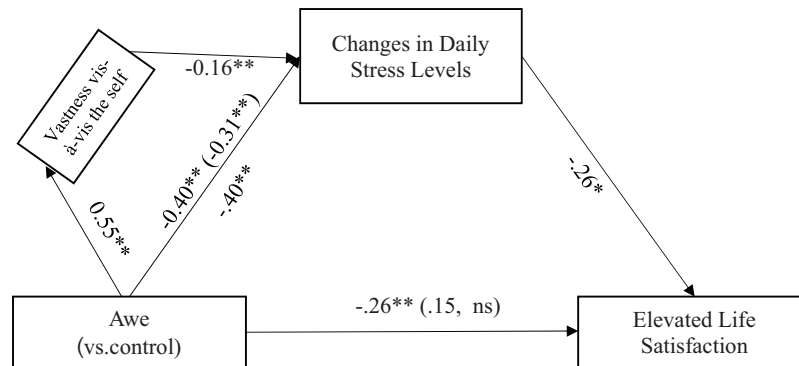 Changes in Daily
Stress Levels
Vastness vis-
à-vis the self
-0.16**
-0.40** (-0.31**)
-.40**
0.55**
-.26*
-.26** (.15, ns)
Awe
(vs.control)
Elevated Life
Satisfaction